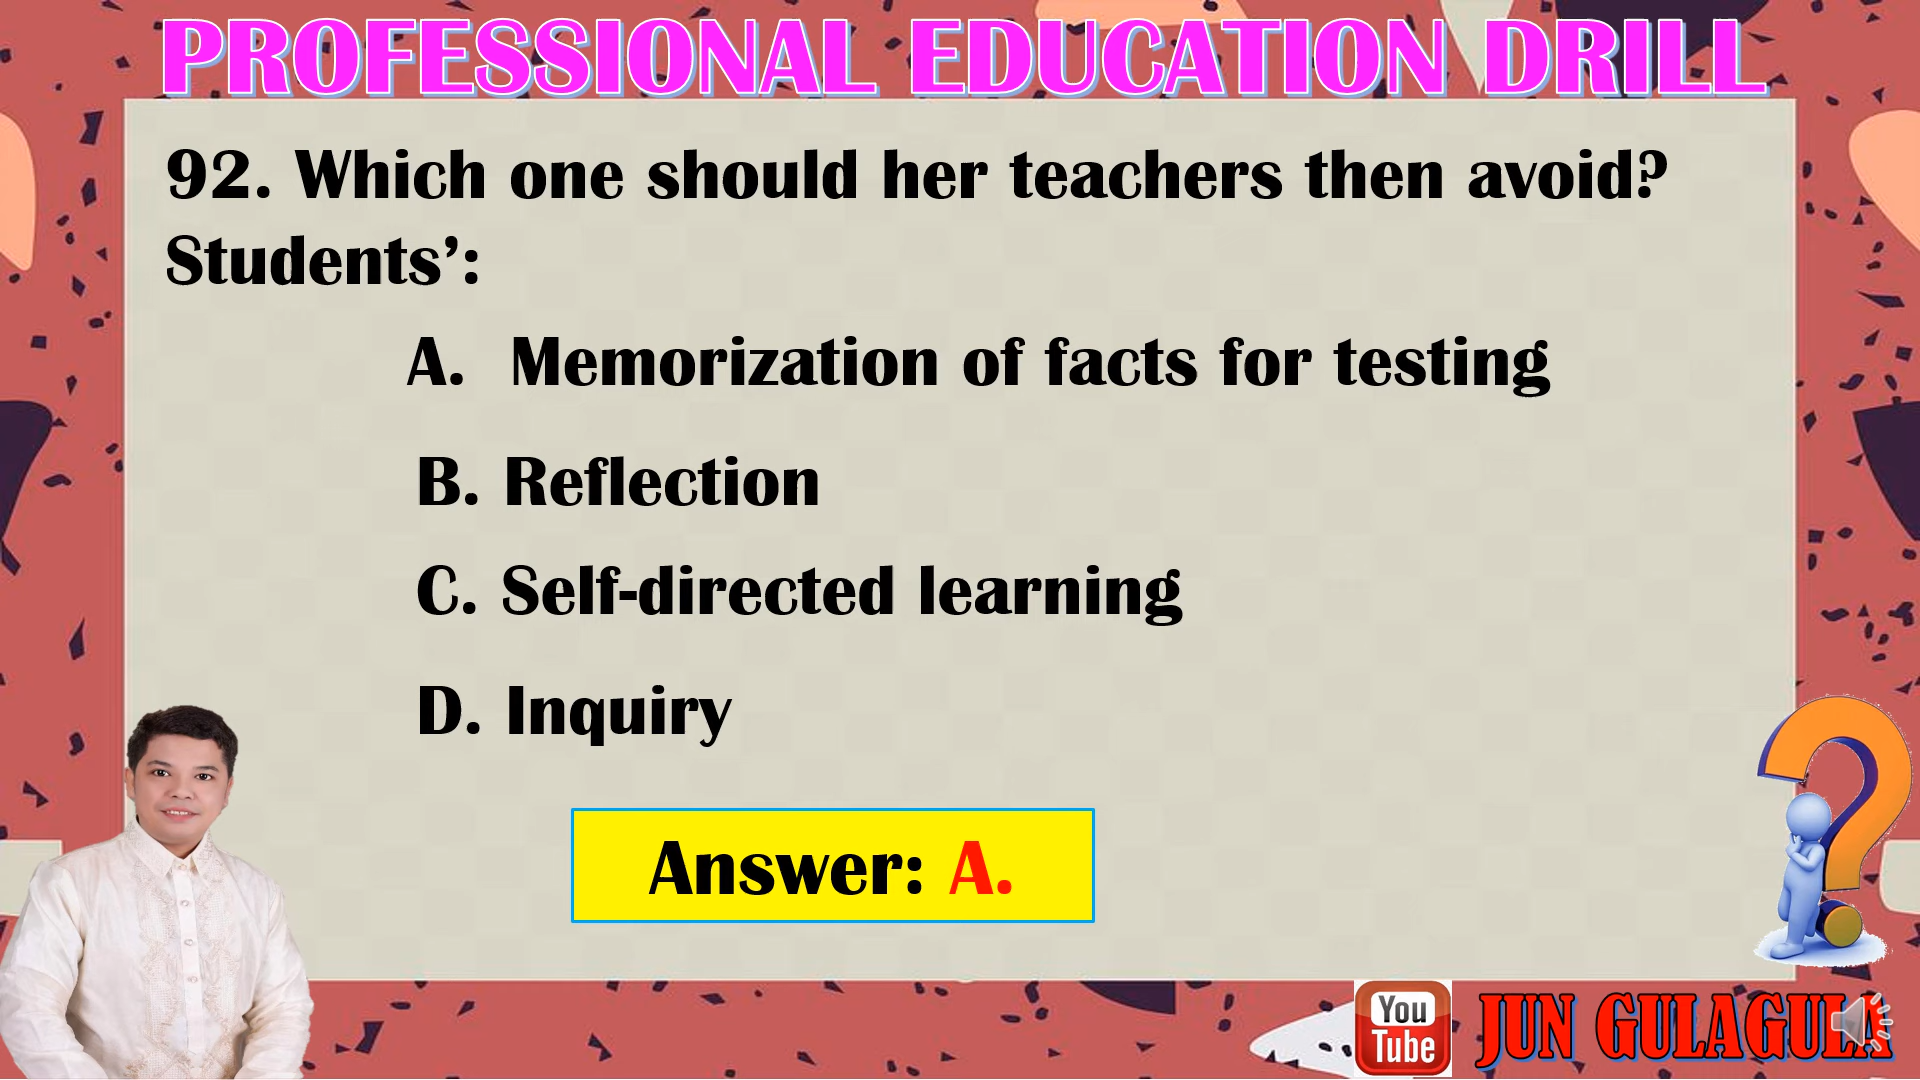 PROFESSIONAL EDUCATION DRILL
92. Which one should her teachers then avoid?
Students’:
A. Memorization of facts for testing
B. Reflection
C. Self-directed learning
D. Inquiry
Answer: A.
You
Tube
JUN GULAGULA